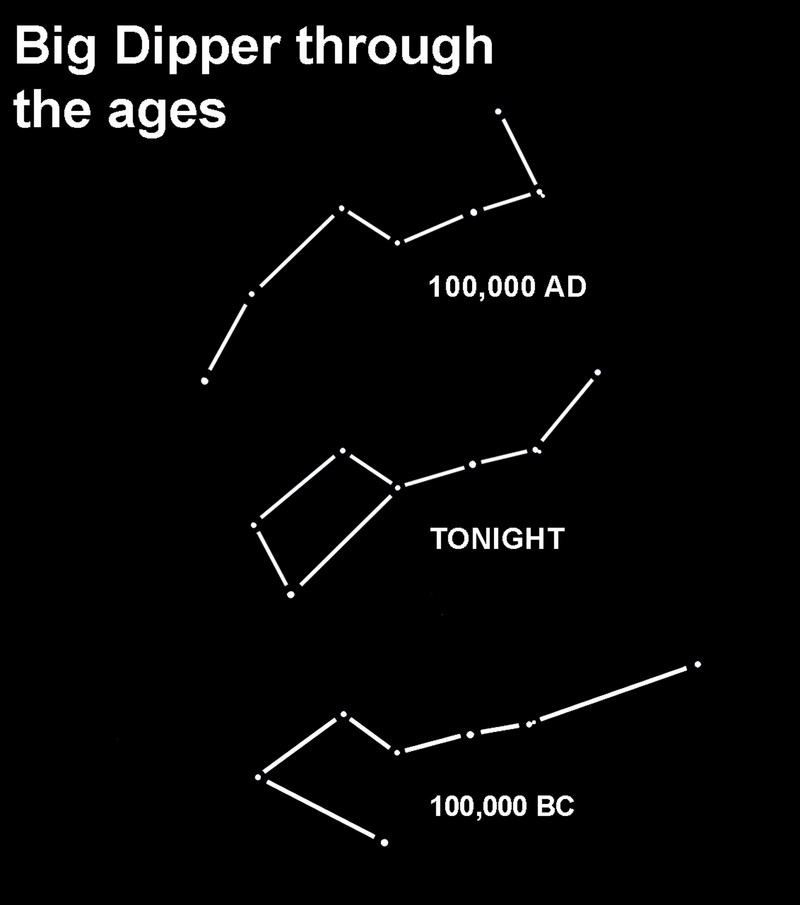 Big Dipper through
the ages
100,000 AD
TONIGHT
100,000 BC